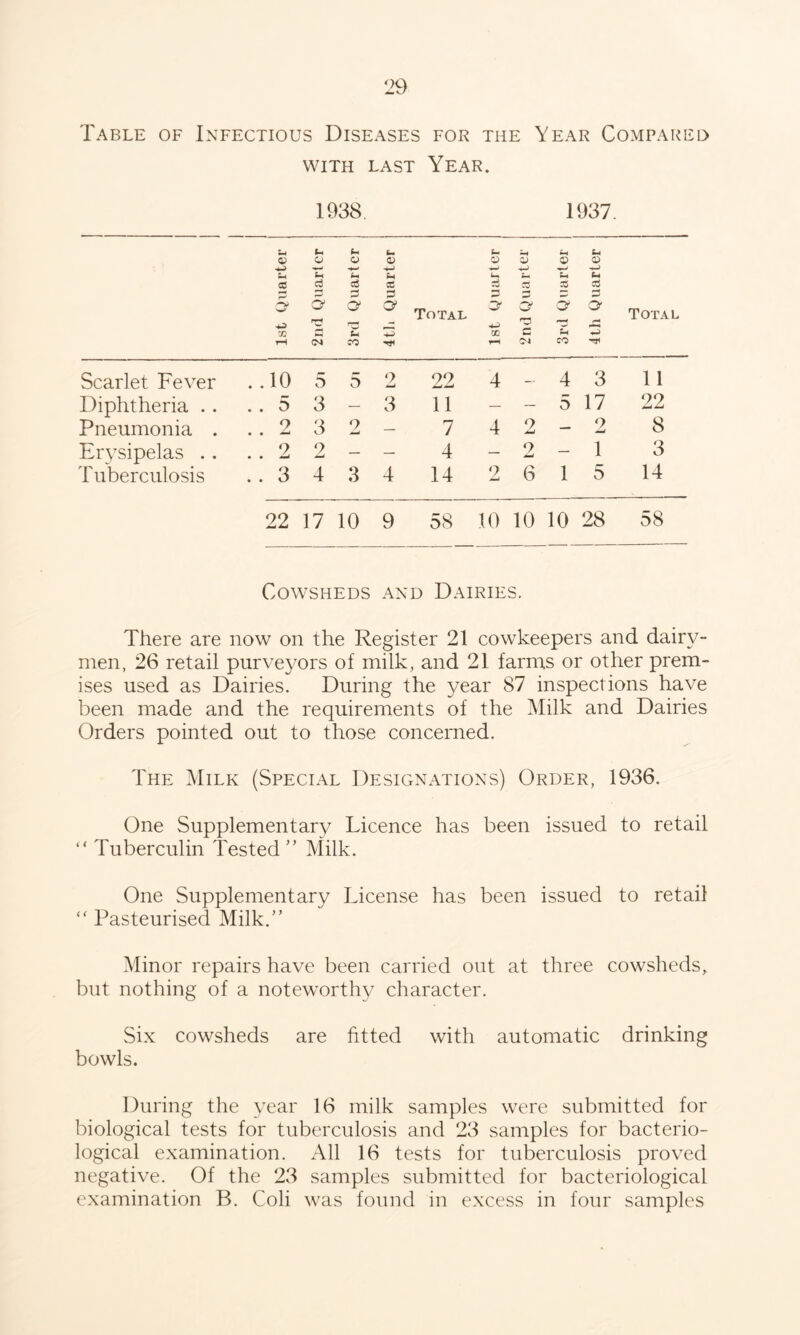 29
Table of Infectious Diseases for the Year Compared
with last Year.
1938. 1937.
1st Quarter 2nd Quarter 3rd Quarter 4th Quarter Total 1st Quarter 2nd Quarter 3rd Quarter 4th Quarter Total
Scarlet Fever . . 10 5 5 2 22 4 – 4 3 11
Diphtheria . . . . 5 3 – 3 11 – – 5 17 22
Pneumonia . . . 2 3 2 – 7 4 2 – 2 8
Erysipelas . . . . 2 2 – – 4 – 2 – 1 3
Tuberculosis . . 3 4 3 4 14 2 6 1 5 14
22 17 10 9 58 10 10 10 28 58
Cowsheds and Dairies.
There are now on the Register 21 cowkeepers and dairy-
men, 26 retail purveyors of milk, and 21 farms or other prem-
ises used as Dairies. During the year 87 inspections have
been made and the requirements of the Milk and Dairies
Orders pointed out to those concerned.
The Milk (Special Designations) Order, 1936.
One Supplementary Licence has been issued to retail
“ Tuberculin Tested ” Milk.
One Supplementary License has been issued to retail
“ Pasteurised Milk.”
Minor repairs have been carried out at three cowsheds,
but nothing of a noteworthy character.
Six cowsheds are fitted with automatic drinking
bowls.
During the year 16 milk samples were submitted for
biological tests for tuberculosis and 23 samples for bacterio-
logical examination. All 16 tests for tuberculosis proved
negative. Of the 23 samples submitted for bacteriological
examination B. Coli was found in excess in four samples